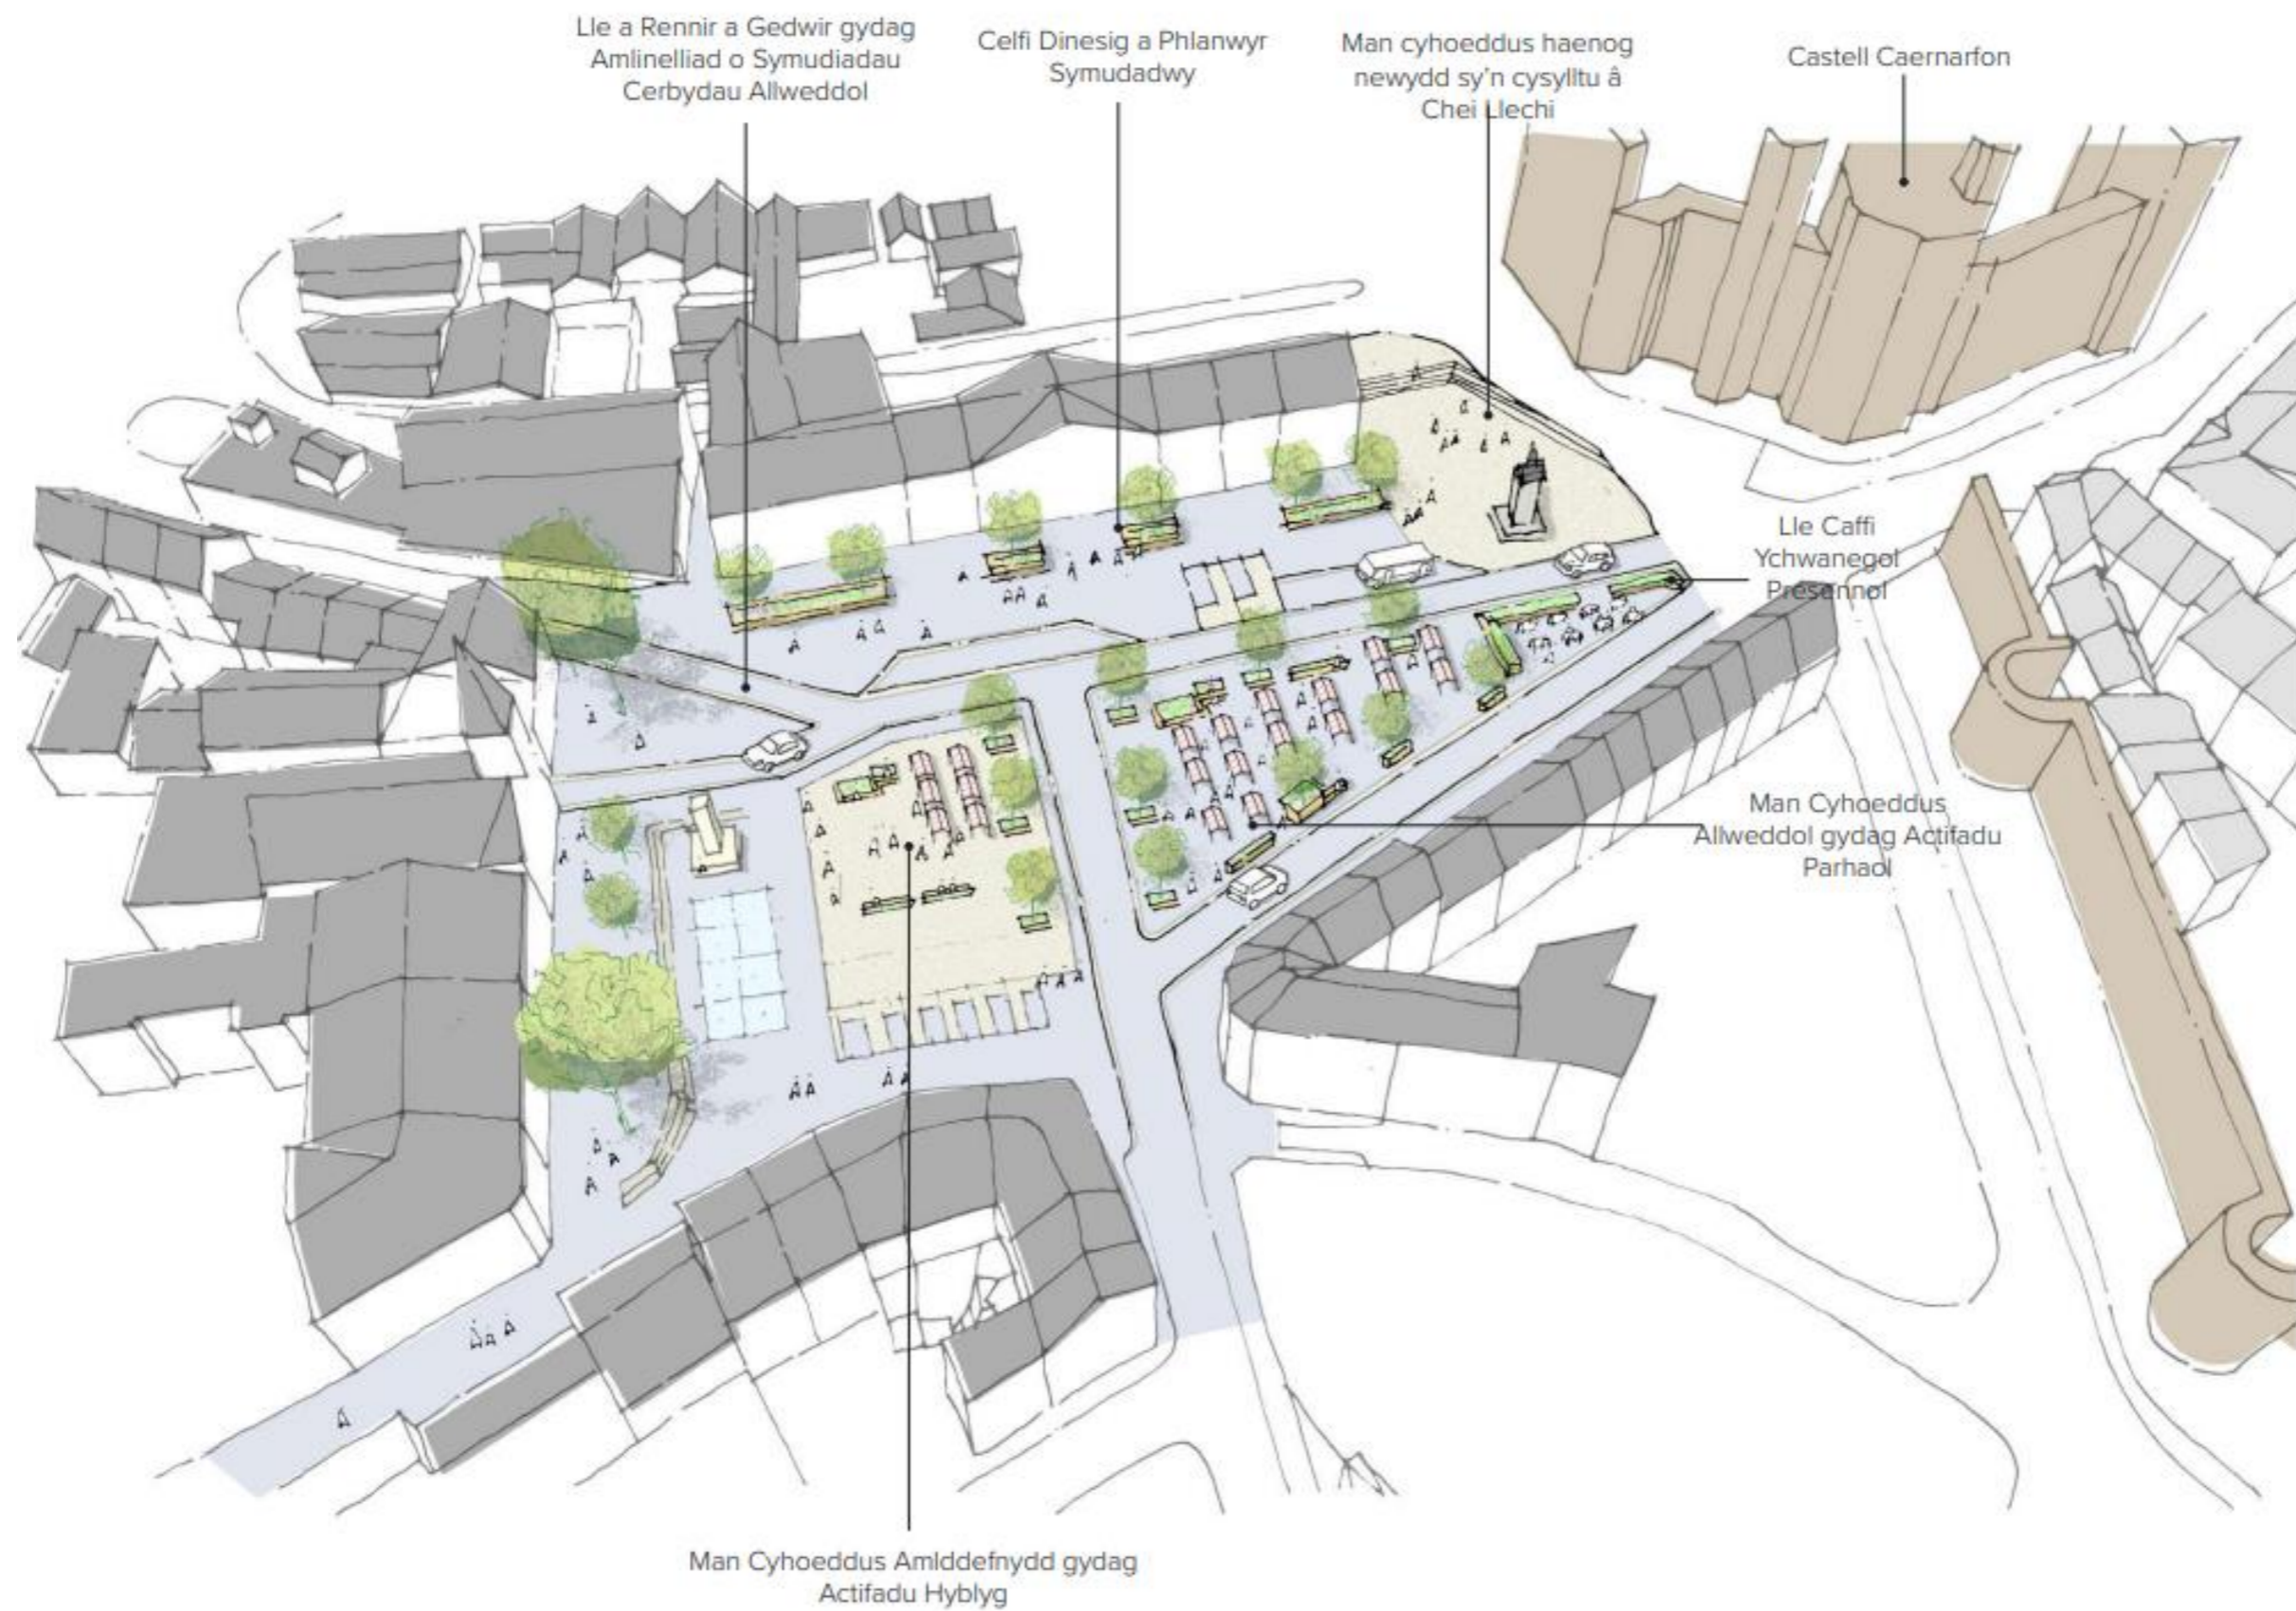 Lle a Rennir a Gedwir gydag
Amlinelliad o Symudiadau
Cerbydau Allweddol
Celfi Dinesig a Phlanwyr
Symudadwy
Man cyhoeddus haenog
newydd sy'n cysylltu â
Chei Llechi
Castell Caernarfon
Lle Caffi
Ychwanegol
Presennol
Man Cyhoeddus
Allweddol gydag Actifadu
Parhaol
Man Cyhoeddus Amlddefnydd gydag
Actifadu Hyblyg